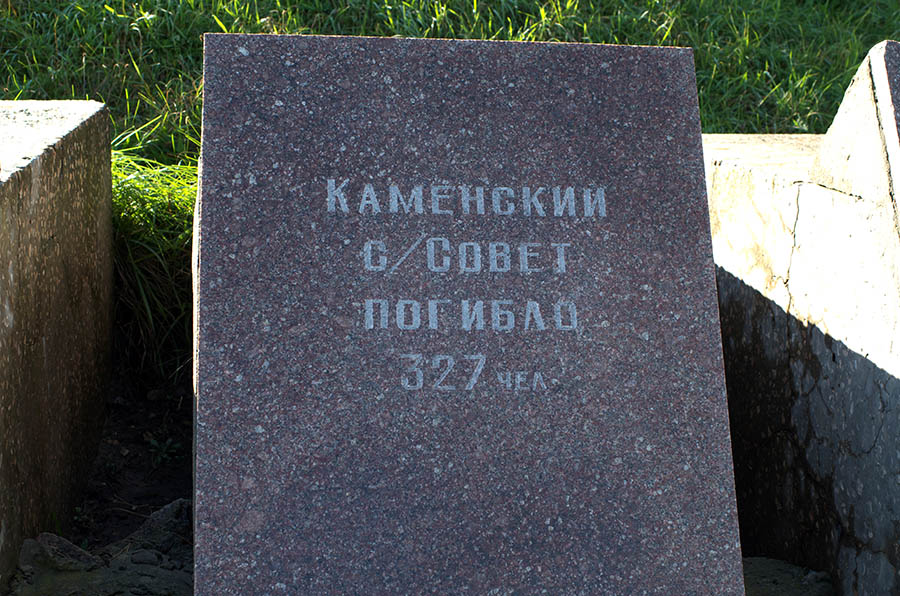 Каменский
с/Совет
погибло
327 чел.